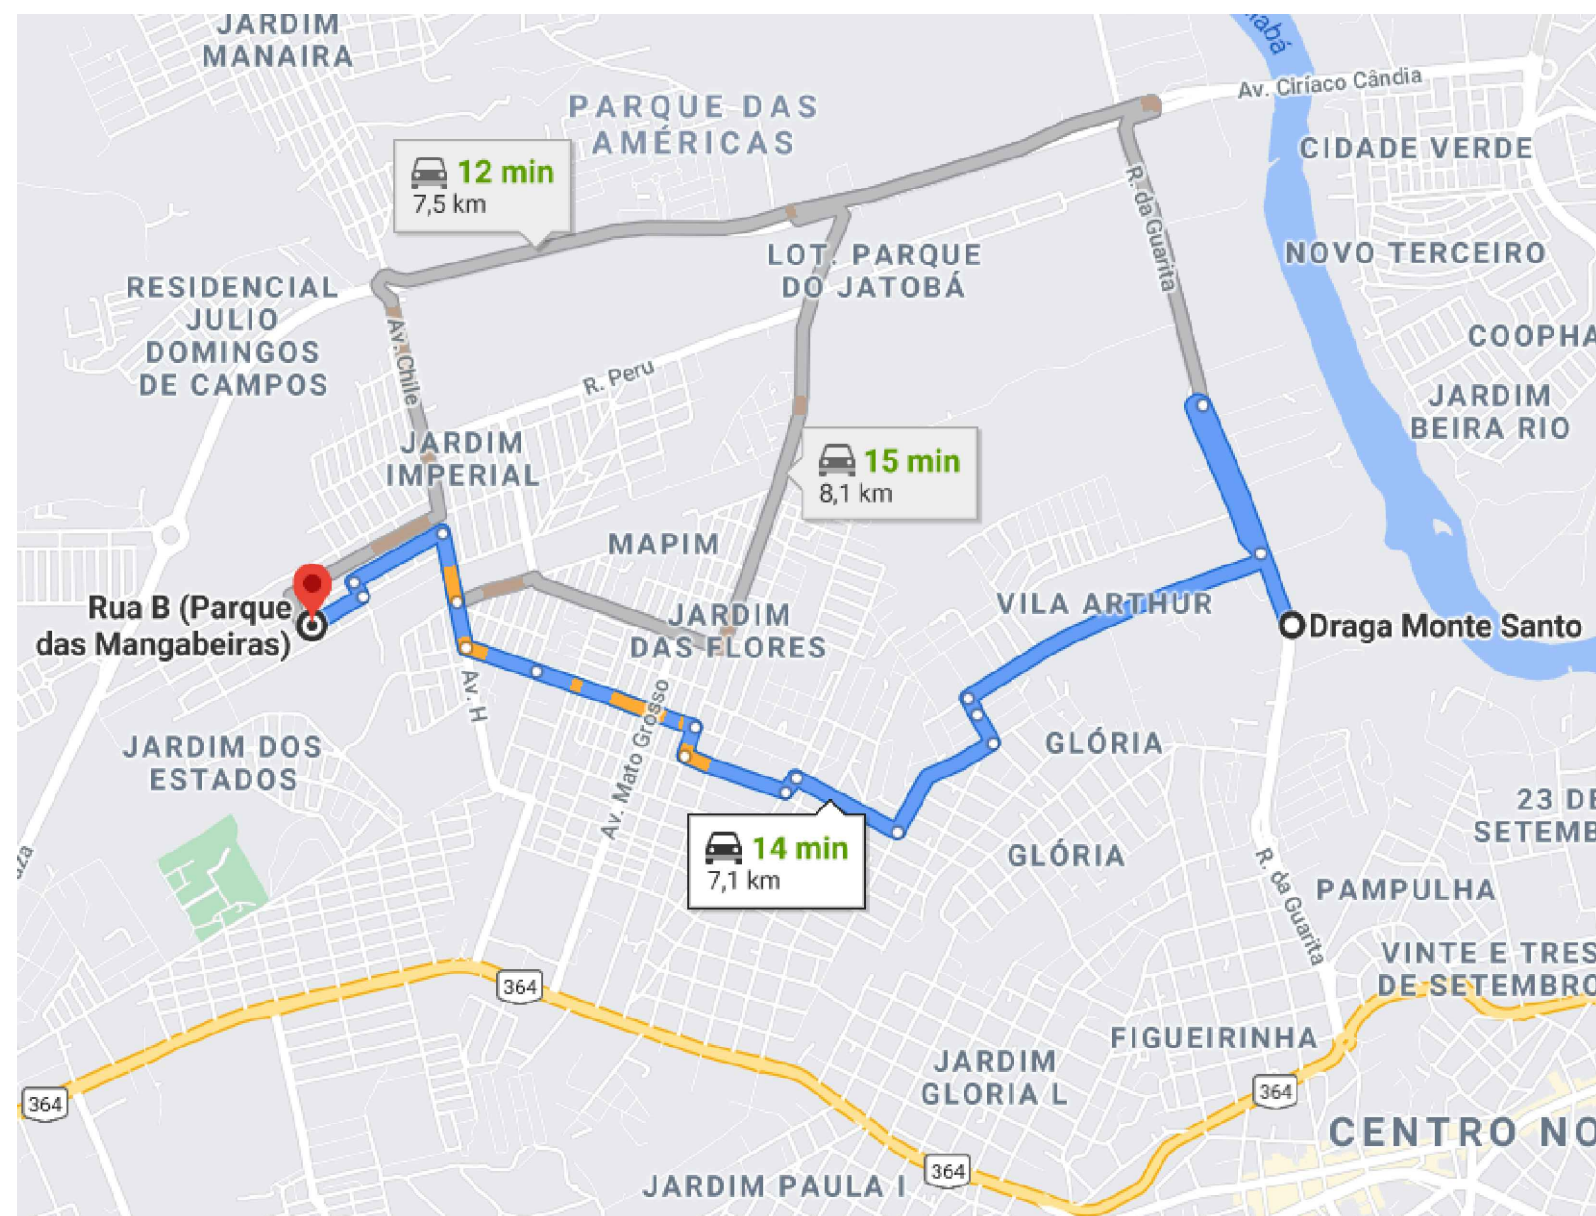 JARDIM
MANAIRA
PARQUE DAS
AMÉRICAS
Av. Ciríaco Cândia
CIDADE VERDE
12 min
7,5 km
R. da Guarita
NOVO TERCEIRO
LOT. PARQUE
DO JATOBÁ
RESIDENCIAL
JULIO
DOMINGOS
DE CAMPOS
Av. Chile
R. Peru
COOPHA
JARDIM
BEIRA RIO
JARDIM
IMPERIAL
15 min
8,1 km
MAPIM
Rua B (Parque
das Mangabeiras)
JARDIM
DAS FLORES
VILA ARTHUR
Draga Monte Santo
Av. H
Av. Mato Grosso
JARDIM DOS
ESTADOS
GLÓRIA
23 DE
SETEMB
14 min
7,1 km
GLÓRIA
R. da Guarita
PAMPULHA
VINTE E TRES
DE SETEMBRO
364
FIGUEIRINHA
JARDIM
GLORIA L
364
364
CENTRO NO
364
JARDIM PAULA I